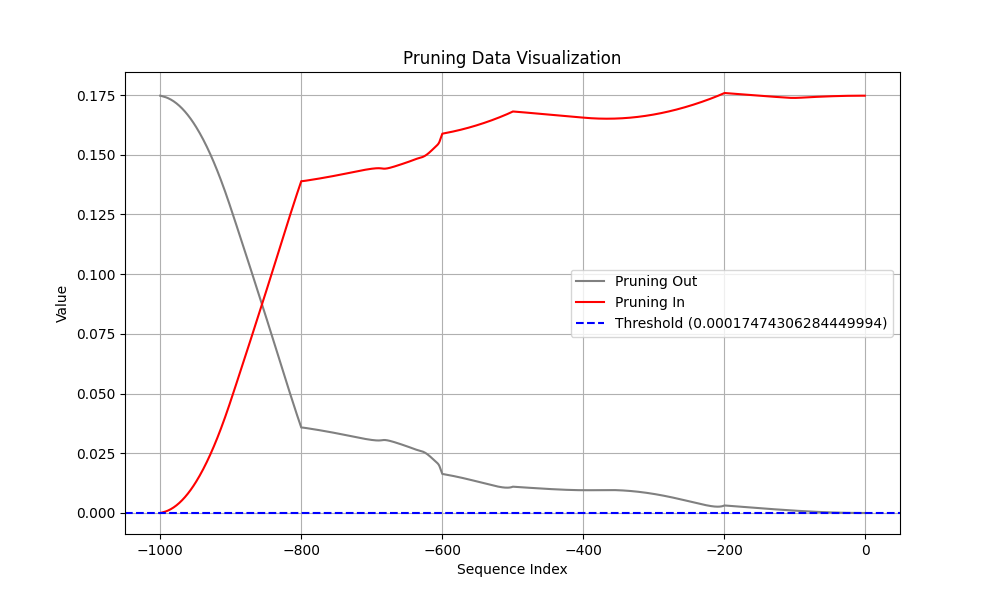 Pruning Data Visualization
Value
0.175
0.150
0.125
0.100
0.075
0.050
0.025
0.000
Pruning Out
Pruning In
Threshold (0.00017474306284449994)
−1000
−800
−600
−400
−200
0
Sequence Index